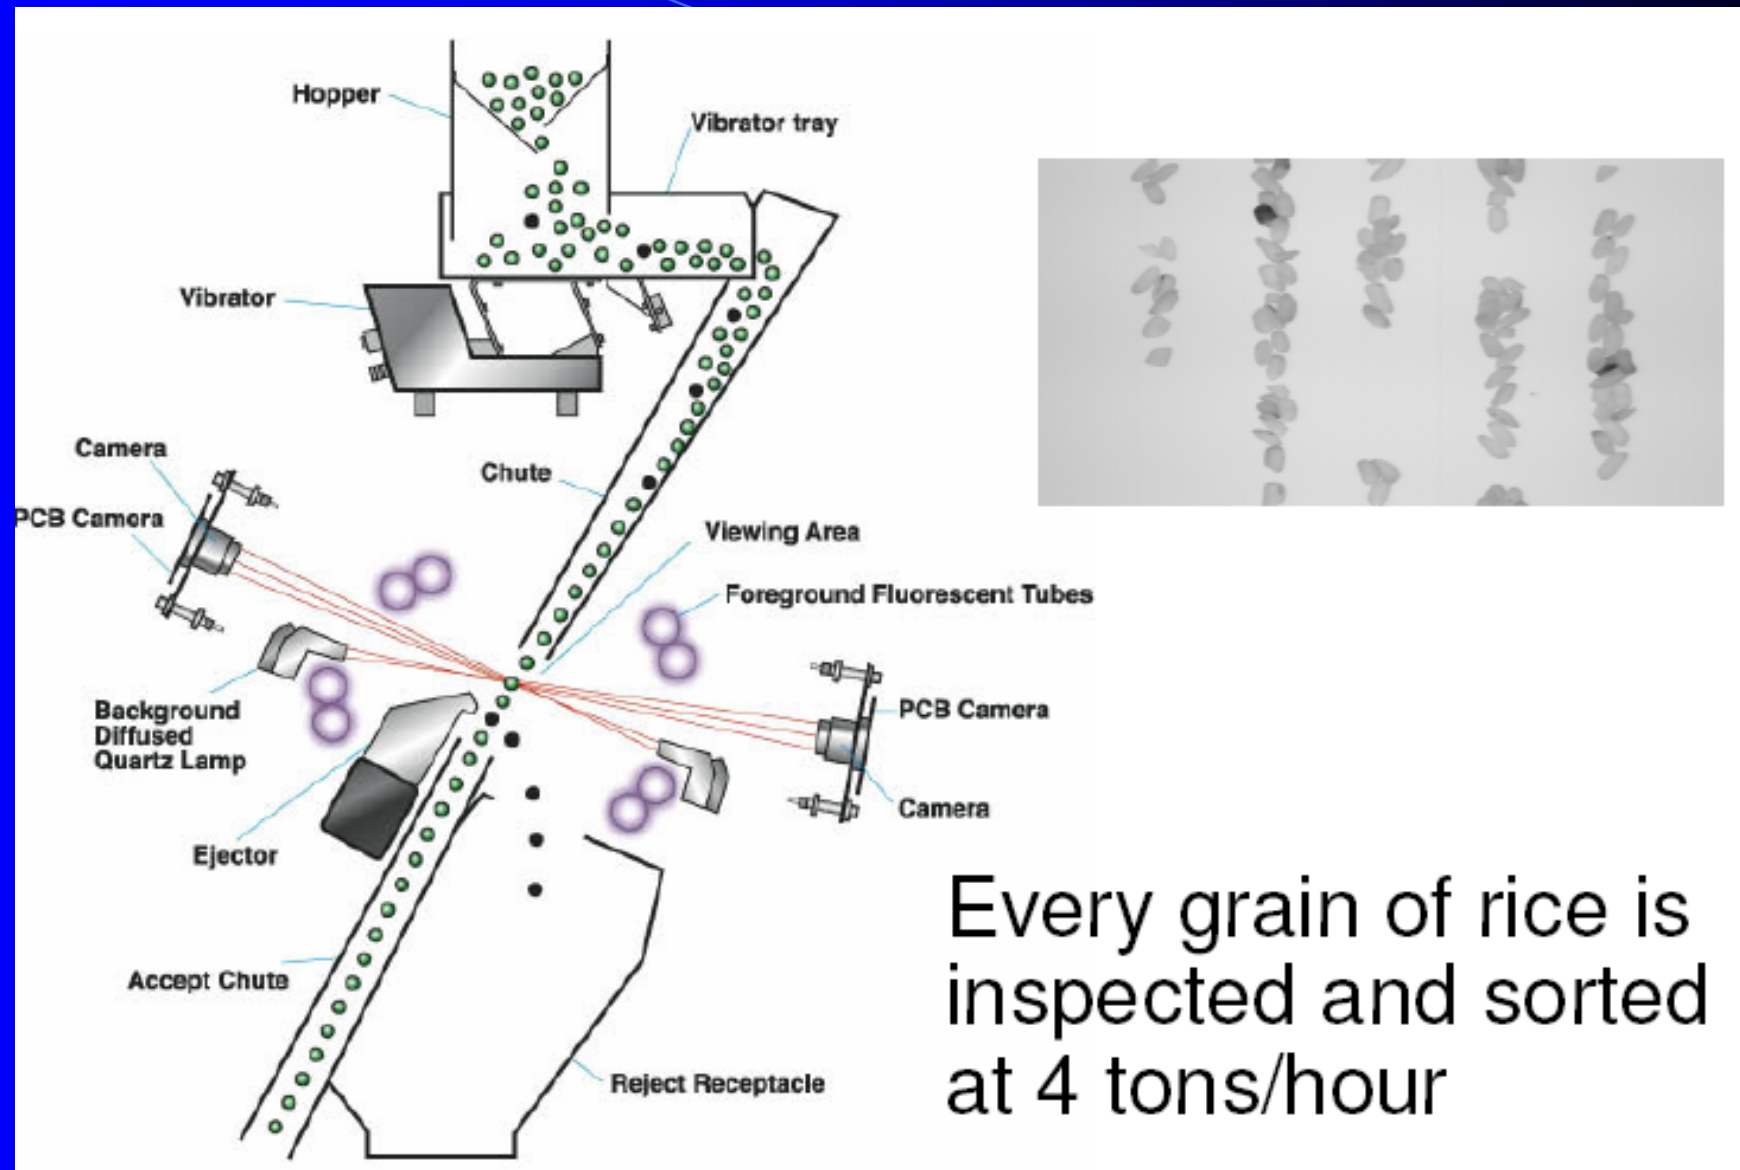 Hopper
Vibrator tray
Vibrator
Camera
PCB Camera
Chute
Viewing Area
Foreground Fluorescent Tubes
Background
Diffused
Quartz Lamp
PCB Camera
Camera
Ejector
Accept Chute
Reject Receptacle
Every grain of rice is
inspected and sorted
at 4 tons/hour